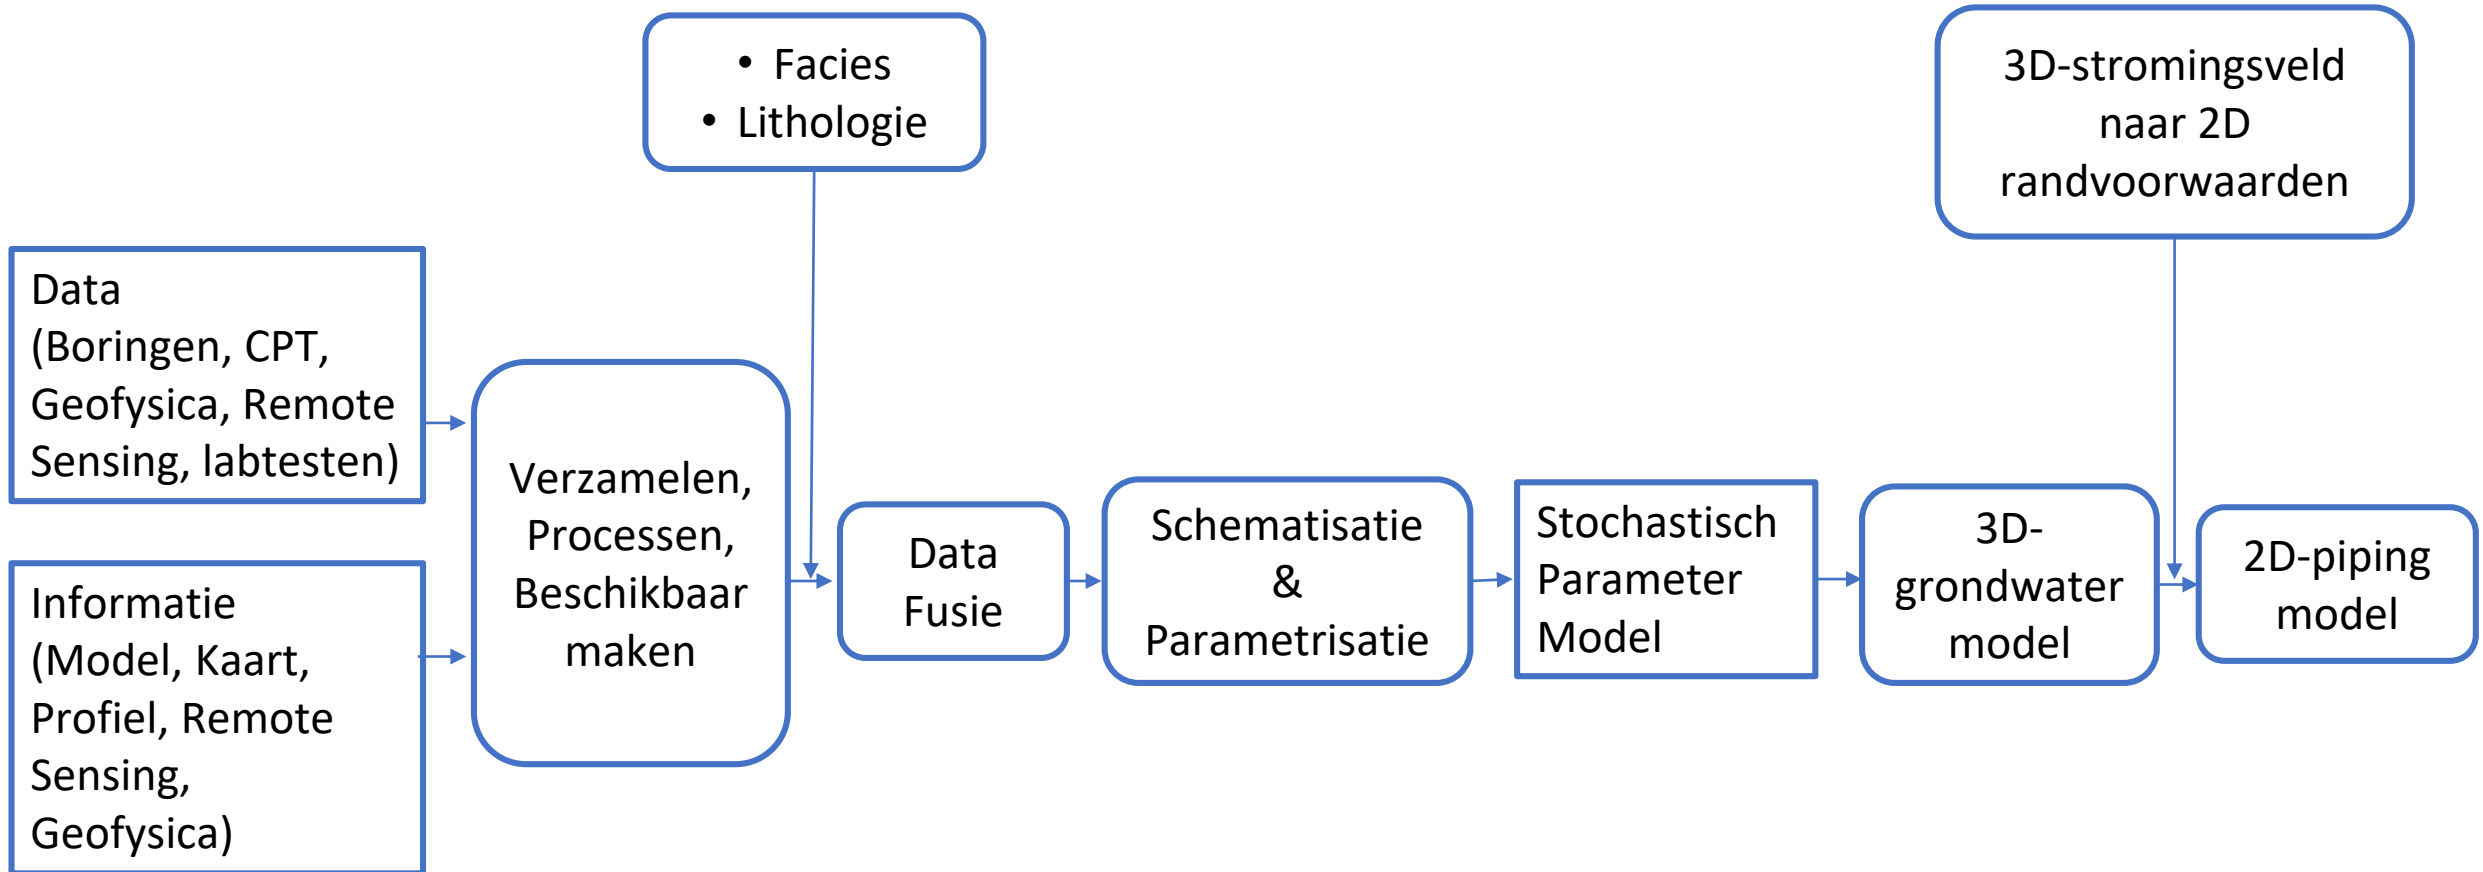 • Facies
• Lithologie
3D-stromingsveld
naar 2D
randvoorwaarden
Data
(Boringen, CPT,
Geofysica, Remote
Sensing, labtesten)
Informatie
(Model, Kaart,
Profiel, Remote
Sensing,
Geofysica)
Verzamelen,
Processen,
Beschikbaar
maken
Data
Fusie
Schematisatie
&
Parametrisatie
Stochastisch
Parameter
Model
3D-
grondwater
model
2D-piping
model